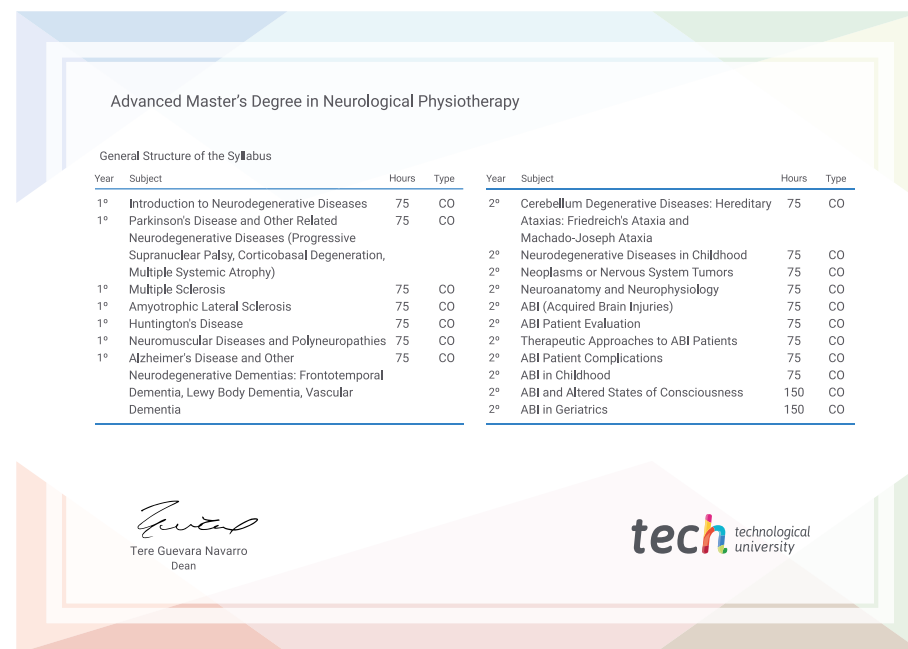 Advanced Master's Degree in Neurological Physiotherapy
General Structure of the Syllabus
Year Subject Hours Type
1º Introduction to Neurodegenerative Diseases 75 CO
1º Parkinson's Disease and Other Related 75 CO
Neurodegenerative Diseases (Progressive
Supranuclear Palsy, Corticobasal Degeneration,
Multiple Systemic Atrophy)
1º Multiple Sclerosis 75 CO
1º Amyotrophic Lateral Sclerosis 75 CO
1º Huntington's Disease 75 CO
1º Neuromuscular Diseases and Polyneuropathies 75 CO
1º Alzheimer's Disease and Other 75 CO
Neurodegenerative Dementias: Frontotemporal
Dementia, Lewy Body Dementia, Vascular
Dementia
Year Subject Hours Type
2º Cerebellum Degenerative Diseases: Hereditary 75 CO
Ataxias: Friedreich's Ataxia and
Machado-Joseph Ataxia
2º Neurodegenerative Diseases in Childhood 75 CO
2º Neoplasms or Nervous System Tumors 75 CO
2º Neuroanatomy and Neurophysiology 75 CO
2º ABI (Acquired Brain Injuries) 75 CO
2º ABI Patient Evaluation 75 CO
2º Therapeutic Approaches to ABI Patients 75 CO
2º ABI Patient Complications 75 CO
2º ABI in Childhood 75 CO
2º ABI and Altered States of Consciousness 150 CO
2º ABI in Geriatrics 150 CO
Tere Guevara Navarro
Dean
tech technological
university